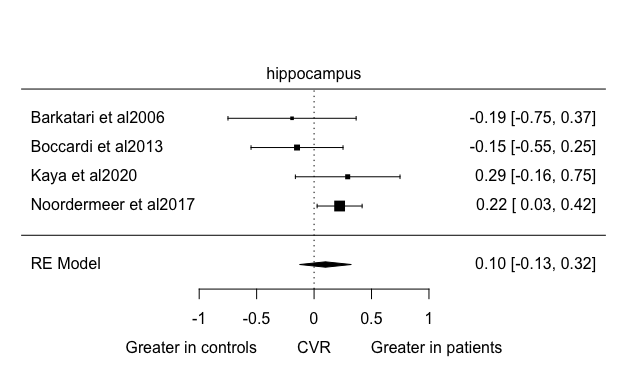 hippocampus
Barkatari et al2006 -0.19 [-0.75, 0.37]
Boccardi et al2013 -0.15 [-0.55, 0.25]
Kaya et al2020 0.29 [-0.16, 0.75]
Noordermeer et al2017 0.22 [ 0.03, 0.42]
RE Model 0.10 [-0.13, 0.32]
-1 -0.5 0 0.5 1
Greater in controls CVR Greater in patients